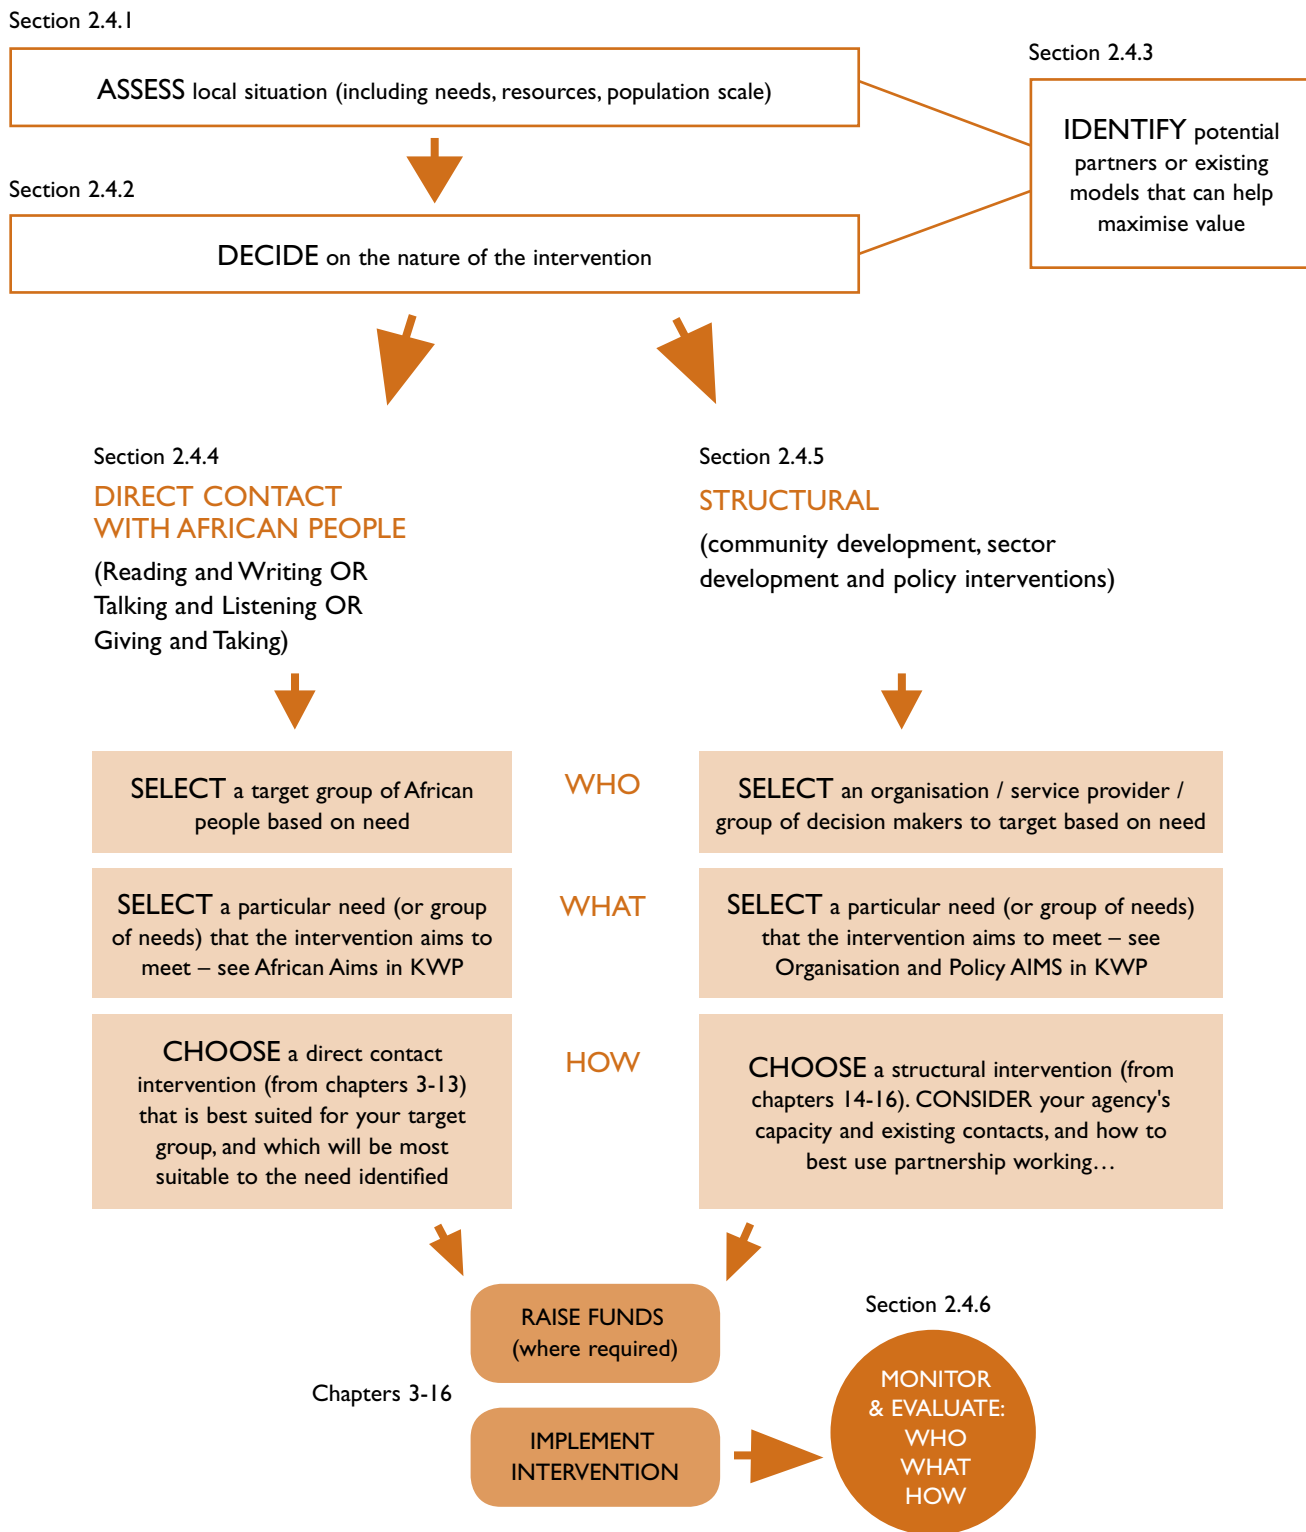 Section 2.4.1
ASSESS local situation (including needs, resources, population scale)
Section 2.4.3
IDENTIFY potential
partners or existing
models that can help
maximise value
Section 2.4.2
DECIDE on the nature of the intervention
Section 2.4.4
DIRECT CONTACT
WITH AFRICAN PEOPLE
(Reading and Writing OR
Talking and Listening OR
Giving and Taking)
Section 2.4.5
STRUCTURAL
(community development, sector
development and policy interventions)
SELECT a target group of African
people based on need
WHO
SELECT an organisation / service provider /
group of decision makers to target based on need
SELECT a particular need (or group
of needs) that the intervention aims to
meet – see African Aims in KWP
WHAT
SELECT a particular need (or group of needs)
that the intervention aims to meet – see
Organisation and Policy AIMS in KWP
CHOOSE a direct contact
intervention (from chapters 3-13)
that is best suited for your target
group, and which will be most
suitable to the need identified
HOW
CHOOSE a structural intervention (from
chapters 14-16). CONSIDER your agency's
capacity and existing contacts, and how to
best use partnership working…
RAISE FUNDS
(where required)
Chapters 3-16
IMPLEMENT
INTERVENTION
Section 2.4.6
MONITOR
& EVALUATE:
WHO
WHAT
HOW